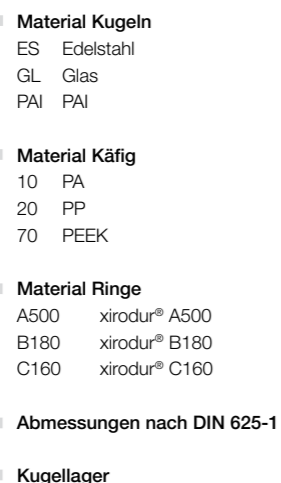 Material Kugeln
ES Edelstahl
GL Glas
PAI PAI
Material Käfig
10 PA
20 PP
70 PEEK
Material Ringe
A500 xirodur® A500
B180 xirodur® B180
C160 xirodur® C160
Abmessungen nach DIN 625-1
Kugellager